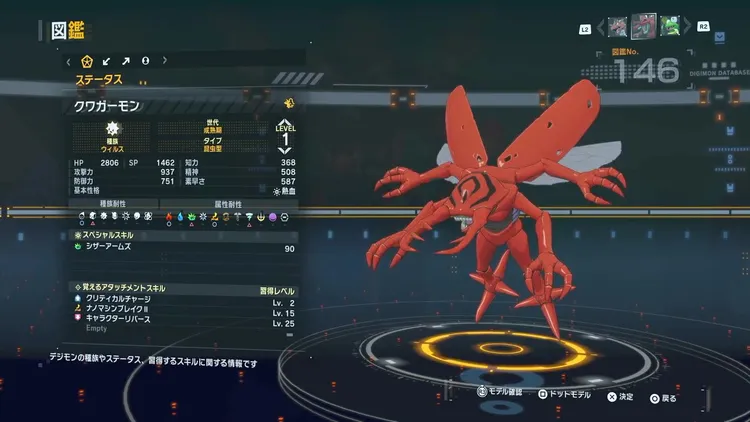 図鑑
L2
R2
図鑑No.
146
DIGIMON DATABASE
ステータス
クワガーモン
種族
ウイルス
世代
成熟期
タイプ
昆虫型
LEVEL
1
HP 2806 SP 1462 知力 368
攻撃力 937 精神 508
防御力 751 素早さ 587
基本性格 熱血
種族耐性 属性耐性
スペシャルスキル
シザーアームズ 90
覚えるアタッチメントスキル 習得レベル
クリティカルチャージ Lv. 2
ナノマシンブレイクⅡ Lv. 15
キャラクターリバース Lv. 25
Empty
デジモンの種族やステータス、習得するスキルに関する情報です
R3 モデル確認 ドットモデル 決定 戻る